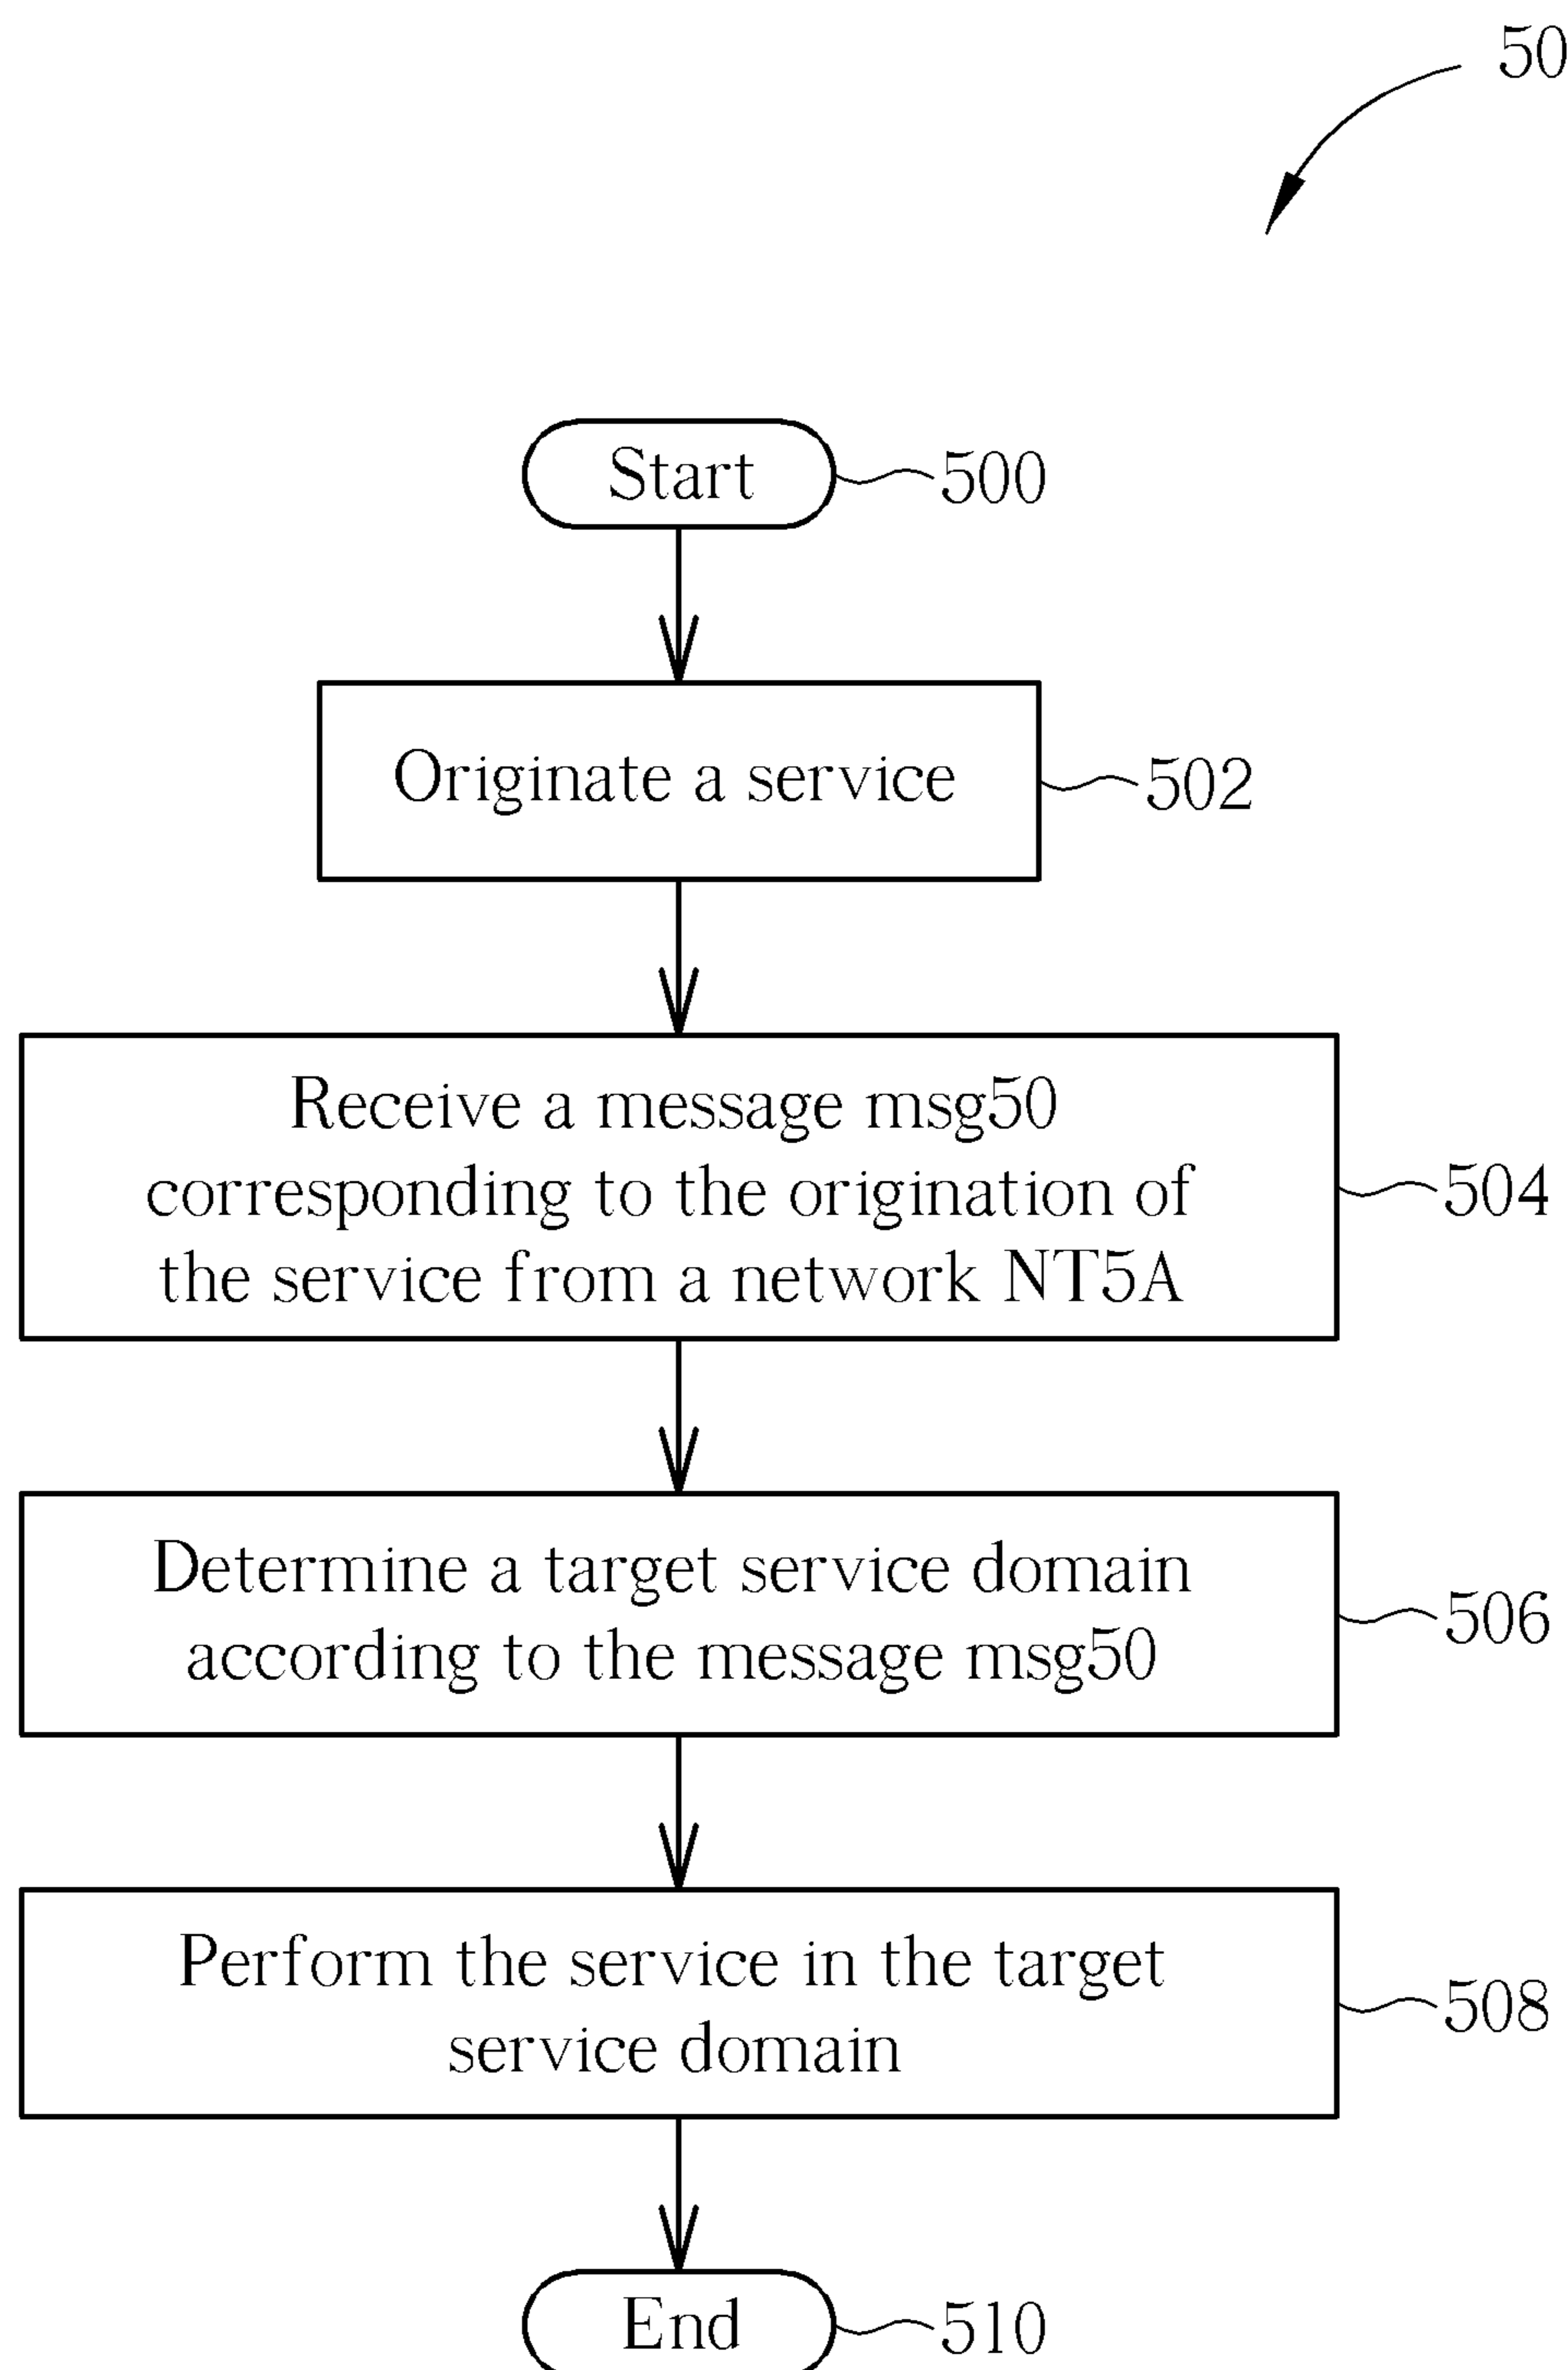 50
Start
500
Originate a service
502
Receive a message msg50
corresponding to the origination of
the service from a network NT5A
504
Determine a target service domain
according to the message msg50
506
Perform the service in the target
service domain
508
End
510